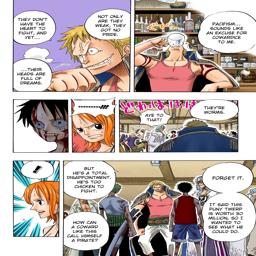 THEY DON'T
HAVE THE
HEART TO
FIGHT, AND
YET...
NOT ONLY ARE
THEY WEAK,
THEY GOT
NO PRIDE.
...THEIR
HEADS ARE
FULL OF
DREAMS.
PACIFISM...
SOUNDS LIKE
AN EXCUSE FOR
COWARDICE
TO ME.
AYE TO
THAT!
THEY'RE
WORMS.
BUT
HE'S A TOTAL
DISAPPOINTMENT.
HE'S TOO
CHICKEN TO
FIGHT.
HOW CAN
A COWARD
LIKE THIS
CALL HIMSELF
A PIRATE?
FORGET IT.
IT SAID THIS
PUNY TWERP
IS WORTH
30 MILLION,
SO I WANTED
TO SEE WHAT
HE COULD DO.